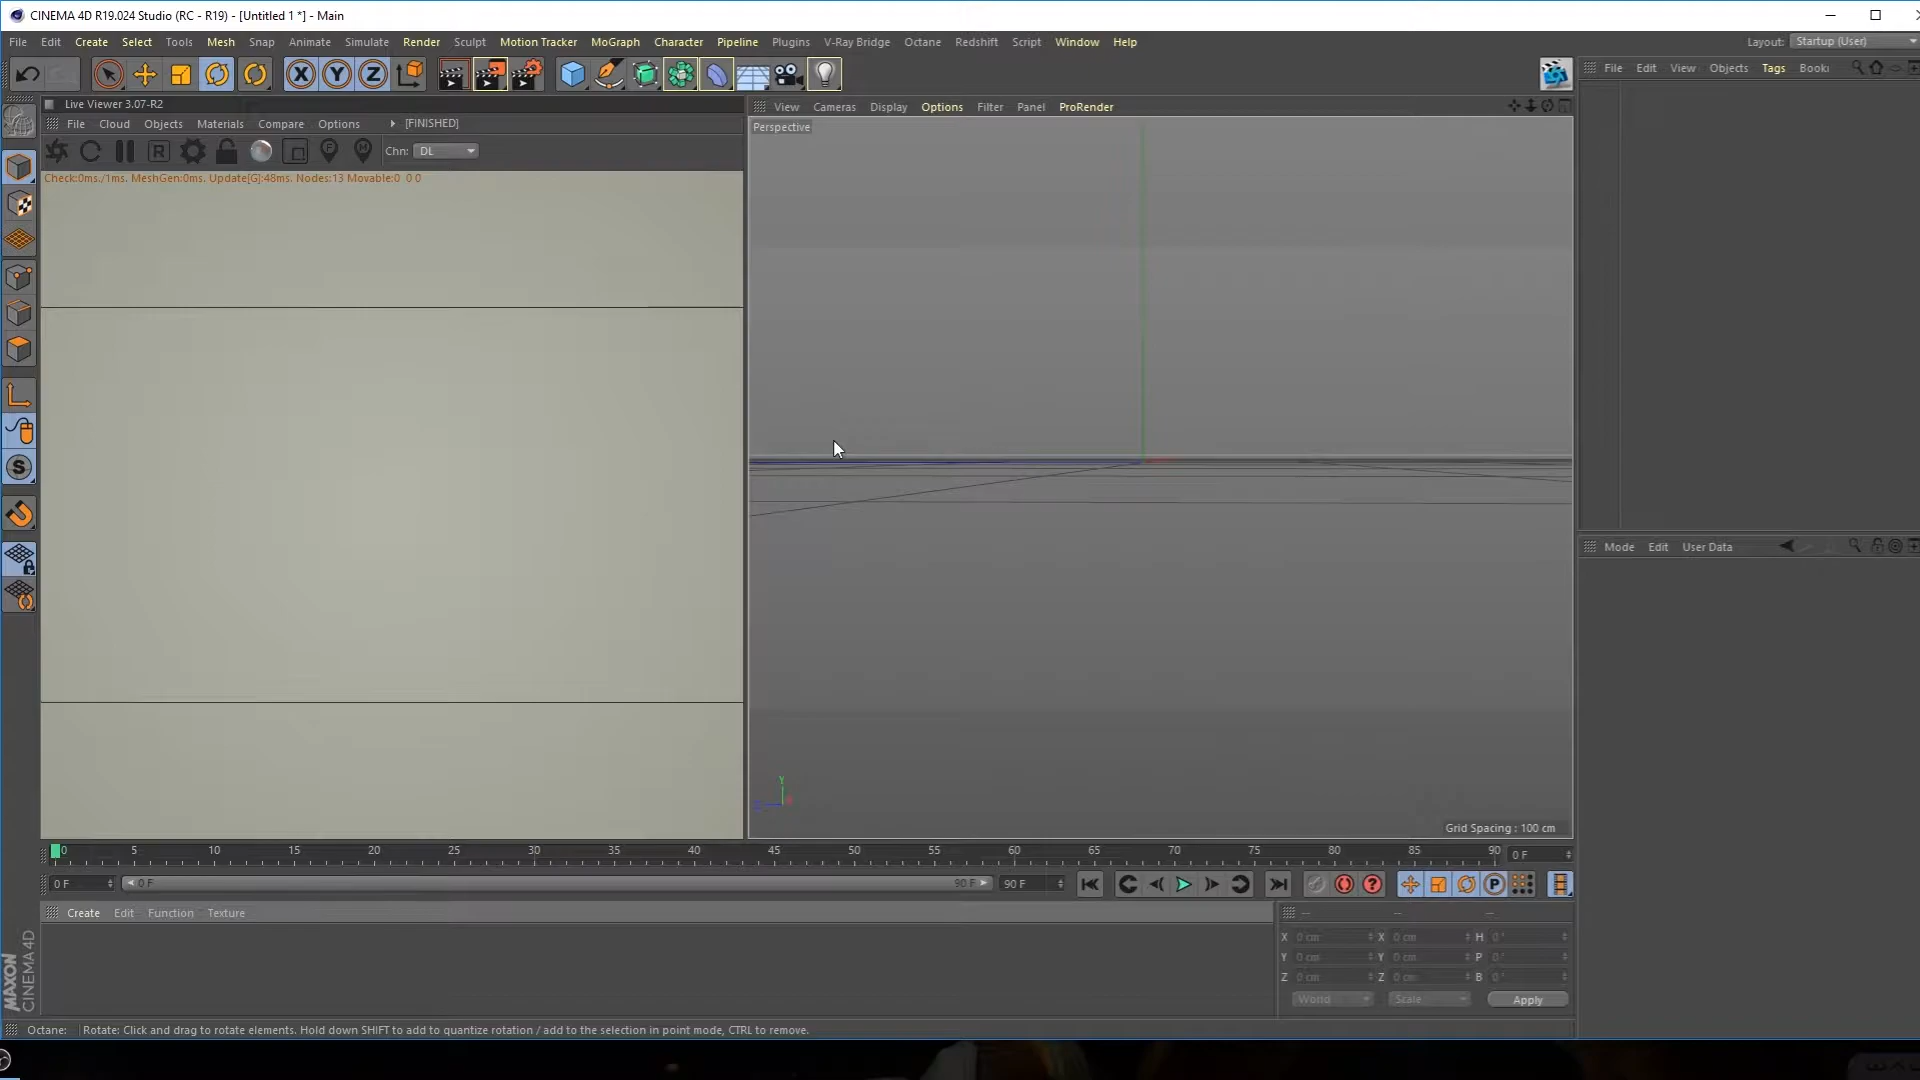 CINEMA 4D R19.024 Studio (RC - R19) - [Untitled 1 *] - Main
File Edit Create Select Tools Mesh Snap Animate Simulate Render Sculpt Motion Tracker MoGraph Character Pipeline Plugins V-Ray Bridge Octane Redshift Script Window Help Layout: Startup (User)
X Y Z
File Edit View Objects Tags
Live Viewer 3.07-R2
View Cameras Display Options Filter Panel ProRender
File Cloud Objects Materials Compare Options [FINISHED]
Perspective
R F M Chn: DL
Check:0ms./1ms. MeshGen:0ms. Update[G]:48ms. Nodes:13 Movable:0 0 0
S
Mode Edit User Data
Y
Grid Spacing : 100 cm
0 5 10 15 20 25 30 35 40 45 50 55 60 65 70 75 80 85 90 0 F
0 F 0 F 90 F 90 F ? P
Create Edit Function Texture
-- -- --
X 0 cm X 0 cm H 0 °
Y 0 cm Y 0 cm P 0 °
Z 0 cm Z 0 cm B 0 °
World Scale Apply
MAXON
CINEMA 4D
Octane: Rotate: Click and drag to rotate elements. Hold down SHIFT to add to quantize rotation / add to the selection in point mode, CTRL to remove.